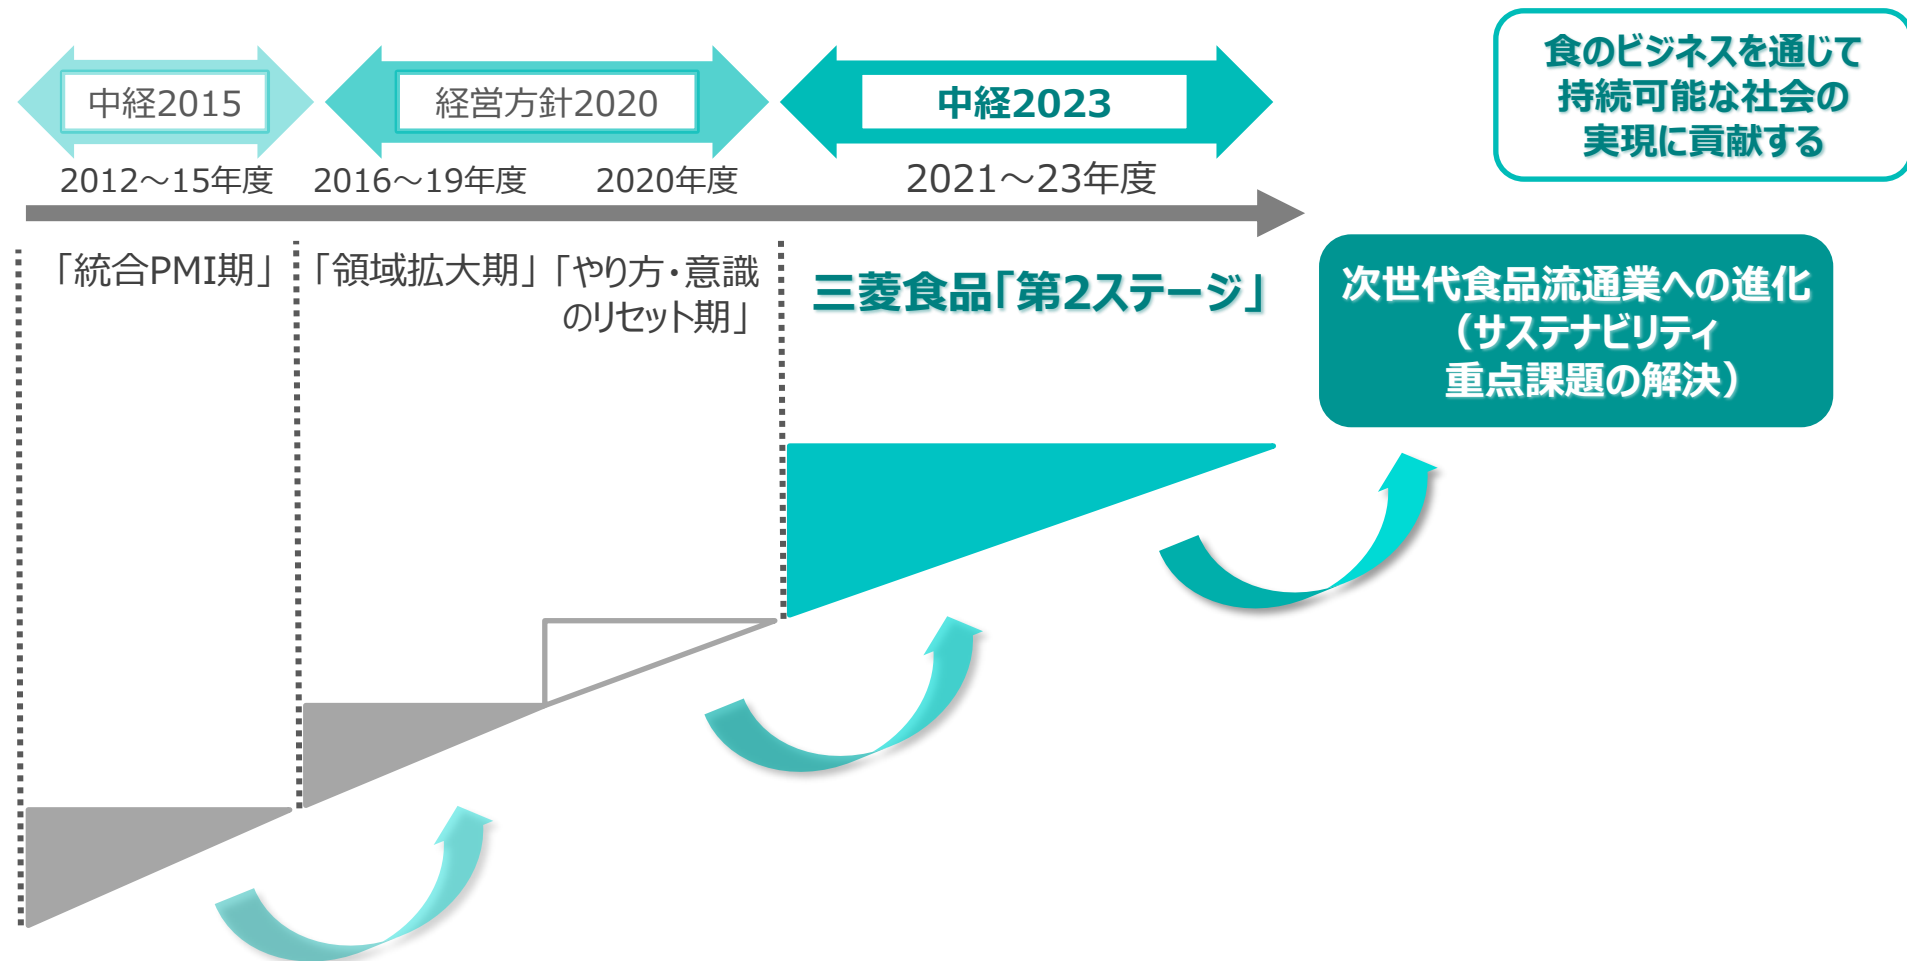 中経2015
経営方針2020
中経2023
食のビジネスを通じて
持続可能な社会の
実現に貢献する
2012～15年度
2016～19年度
2020年度
2021～23年度
「統合PMI期」
「領域拡大期」
「やり方・意識
のリセット期」
三菱食品「第2ステージ」
次世代食品流通業への進化
（サステナビリティ
重点課題の解決）